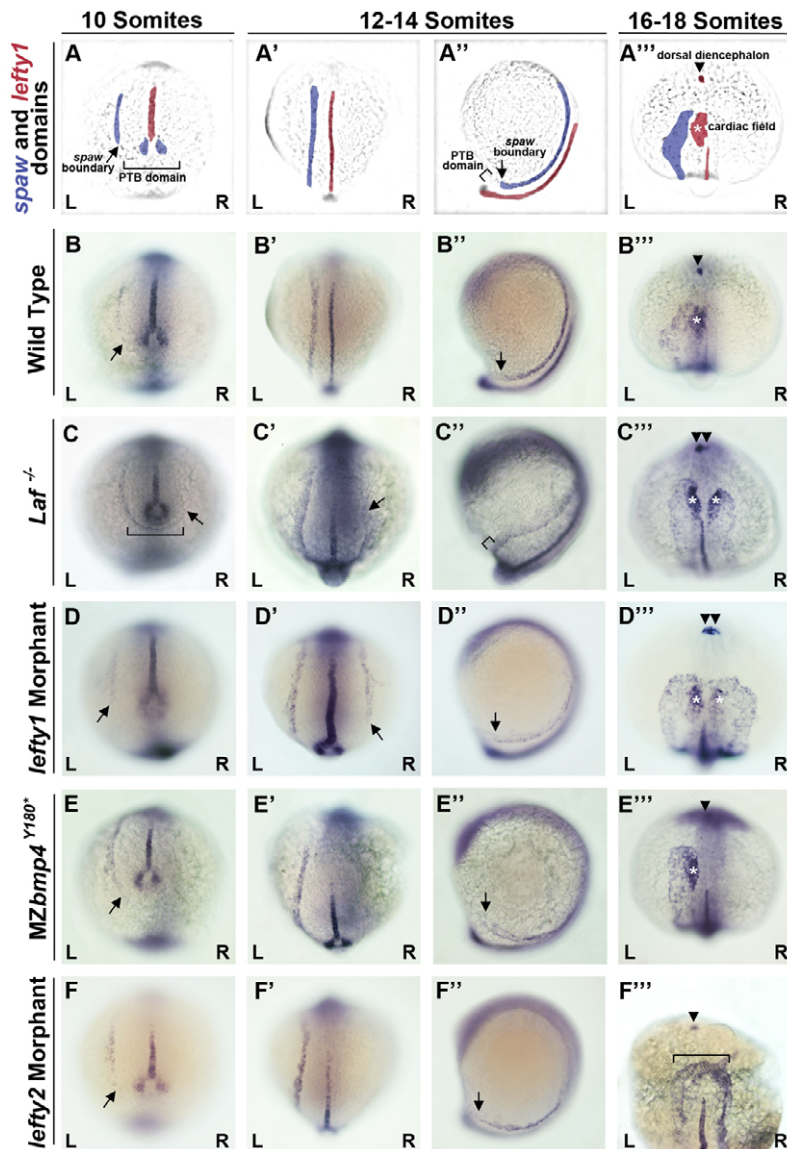 10 Somites
12-14 Somites
16-18 Somites
spaw and lefty1 domains
A
spaw boundary
PTB domain
L
R
A'
L
R
A''
PTB domain
spaw boundary
A'''
dorsal diencephalon
*
cardiac field
L
R
Wild Type
B
L
R
B'
L
R
B''
B'''
*
L
R
Laf -/-
C
L
R
C'
L
R
C''
C'''
* *
L
R
lefty1 Morphant
D
L
R
D'
L
R
D''
D'''
* *
L
R
MZbmp4 Y180*
E
L
R
E'
L
R
E''
E'''
*
L
R
lefty2 Morphant
F
L
R
F'
L
R
F''
F'''
L
R